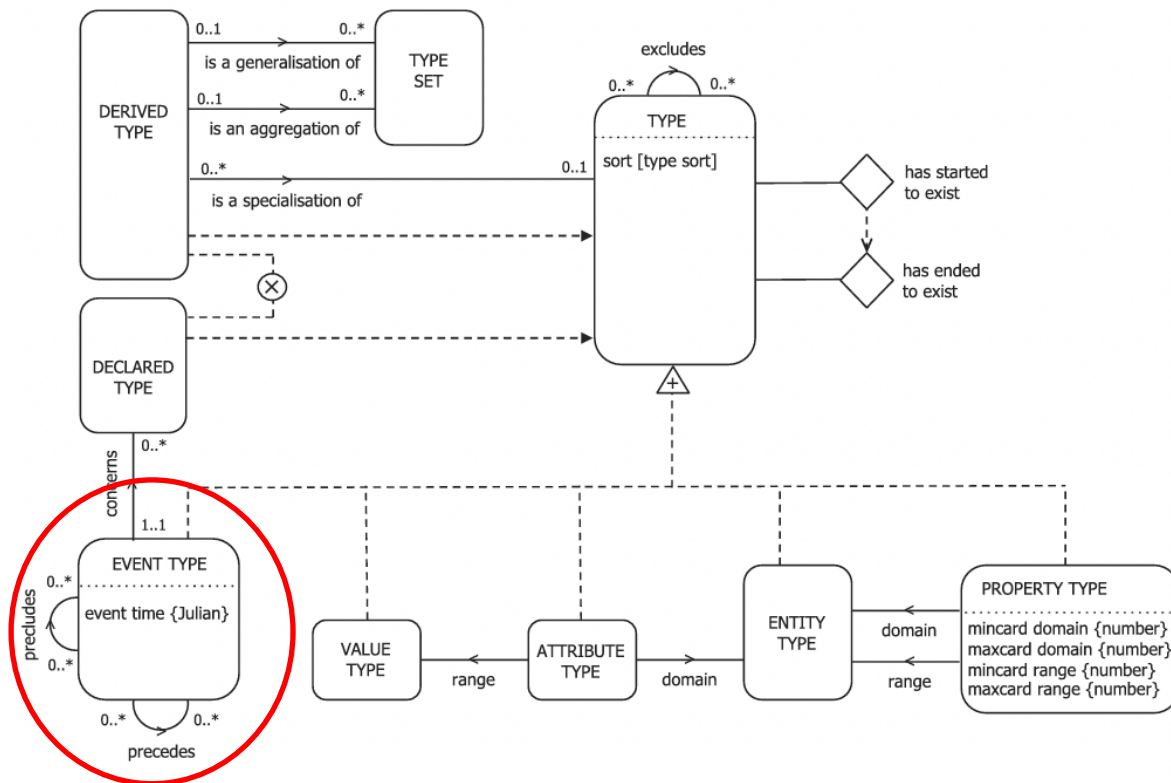 0..1
0..*
is a generalisation of
0..1
0..*
is an aggregation of
DERIVED
TYPE
TYPE
SET
0..*
0..1
is a specialisation of
excludes
0..*
0..*
TYPE
sort [type sort]
has started
to exist
has ended
to exist
DECLARED
TYPE
0..*
concerns
1..1
EVENT TYPE
event time {Julian}
0..*
precludes
0..*
0..*
0..*
precedes
VALUE
TYPE
range
ATTRIBUTE
TYPE
domain
ENTITY
TYPE
domain
range
PROPERTY TYPE
mincard domain {number}
maxcard domain {number}
mincard range {number}
maxcard range {number}